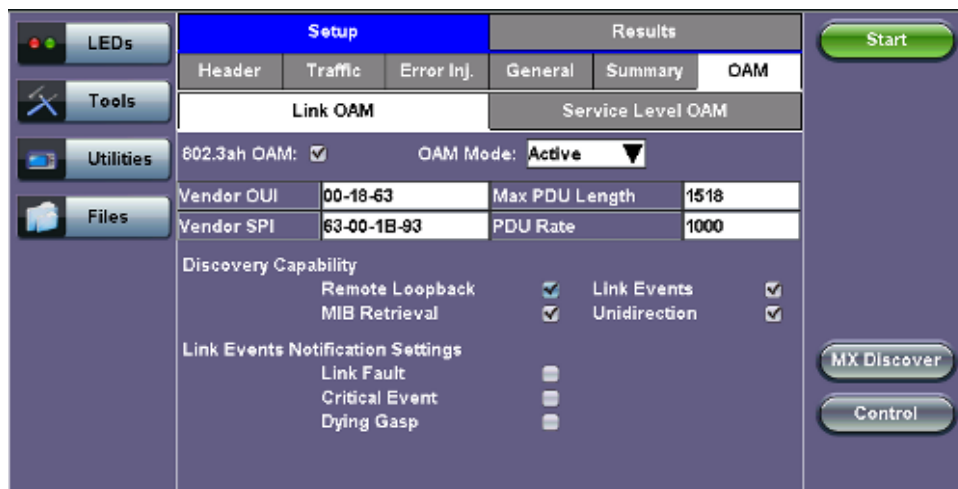 LEDs
Tools
Utilities
Files
Setup
Results
Header
Traffic
Error Inj.
General
Summary
OAM
Link OAM
Service Level OAM
802.3ah OAM:
OAM Mode: Active
Vendor OUI 00-18-63 Max PDU Length 1518
Vendor SPI 63-00-1B-93 PDU Rate 1000
Discovery Capability
Remote Loopback Link Events
MIB Retrieval Unidirection
Link Events Notification Settings
Link Fault
Critical Event
Dying Gasp
Start
MX Discover
Control